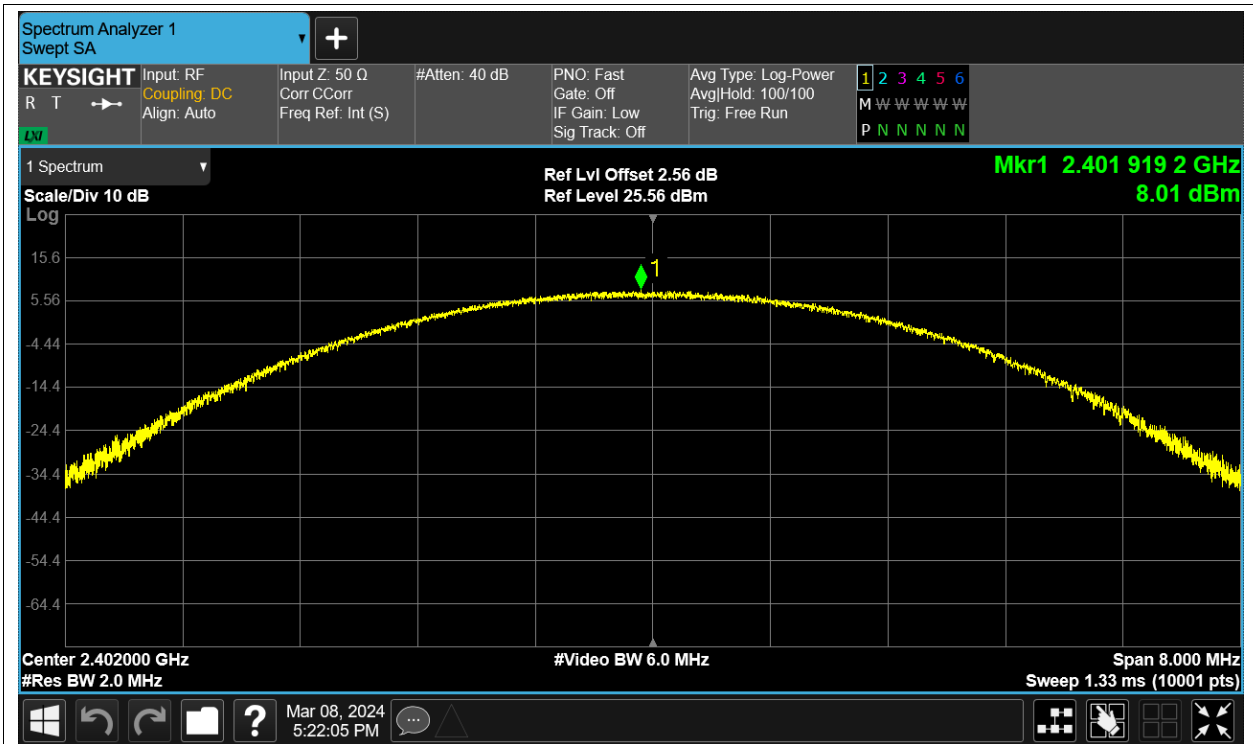 Spectrum Analyzer 1
Swept SA
KEYSIGHT Input: RF Input Z: 50 Ω #Atten: 40 dB PNO: Fast Avg Type: Log-Power 1 2 3 4 5 6
R T Coupling: DC Corr CCorr Gate: Off Avg|Hold: 100/100 M W W W W W
Align: Auto Freq Ref: Int (S) IF Gain: Low Trig: Free Run
LXI Sig Track: Off P N N N N N
1 Spectrum Ref Lvl Offset 2.56 dB Mkr1 2.401 919 2 GHz
Scale/Div 10 dB Ref Level 25.56 dBm 8.01 dBm
Log
15.6
1
5.56
-4.44
-14.4
-24.4
-34.4
-44.4
-54.4
-64.4
Center 2.402000 GHz #Video BW 6.0 MHz Span 8.000 MHz
#Res BW 2.0 MHz Sweep 1.33 ms (10001 pts)
? Mar 08, 2024
5:22:05 PM